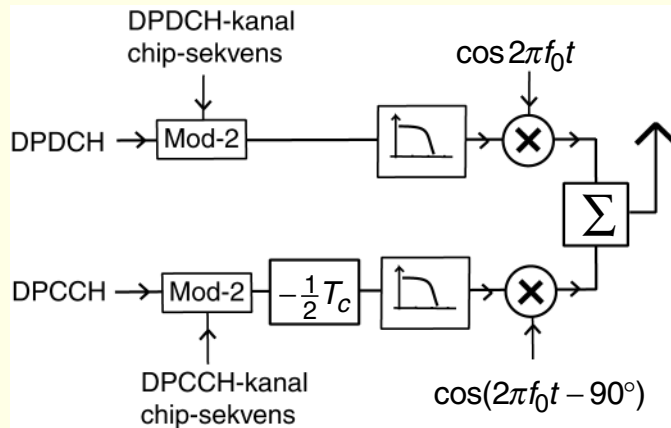 DPDCH-kanal
chip-sekvens
cos 2πf₀t
DPDCH
Mod-2
Σ
DPCCH
Mod-2
-½T_c
DPCCH-kanal
chip-sekvens
cos(2πf₀t − 90°)